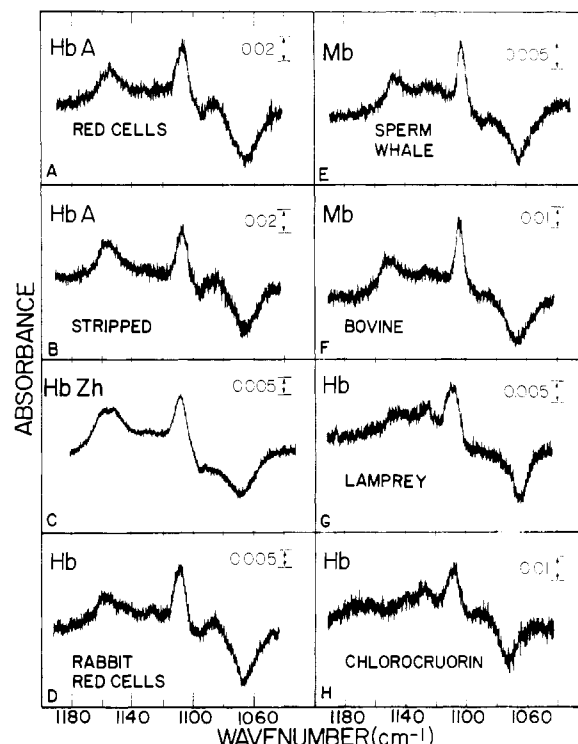 Hb A
0.02
RED CELLS
A
Hb A
0.02
STRIPPED
B
Hb Zh
0.005
C
Hb
0.005
RABBIT
RED CELLS
D
Mb
0.005
SPERM
WHALE
E
Mb
0.01
BOVINE
F
Hb
0.005
LAMPREY
G
Hb
0.01
CHLOROCRUORIN
H
ABSORBANCE
1180 1140 1100 1060
1180 1140 1100 1060
WAVENUMBER(cm-1)